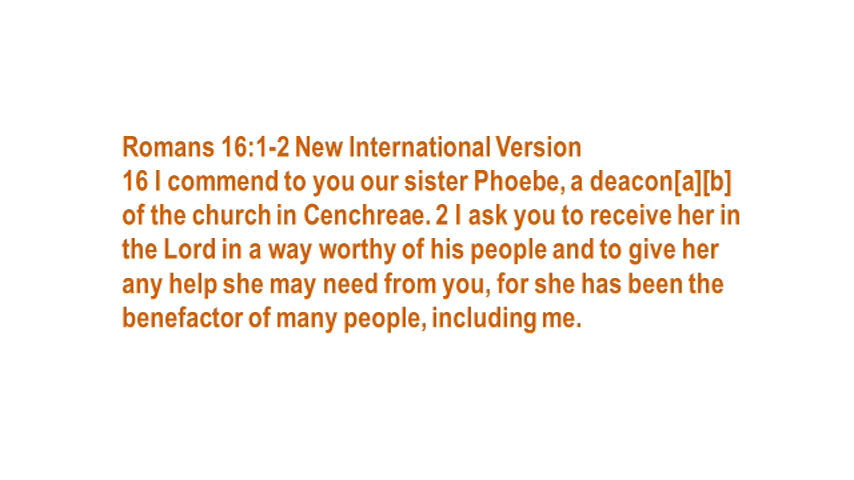 Romans 16:1-2 New International Version
16 I commend to you our sister Phoebe, a deacon[a][b]
of the church in Cenchreae. 2 I ask you to receive her in
the Lord in a way worthy of his people and to give her
any help she may need from you, for she has been the
benefactor of many people, including me.